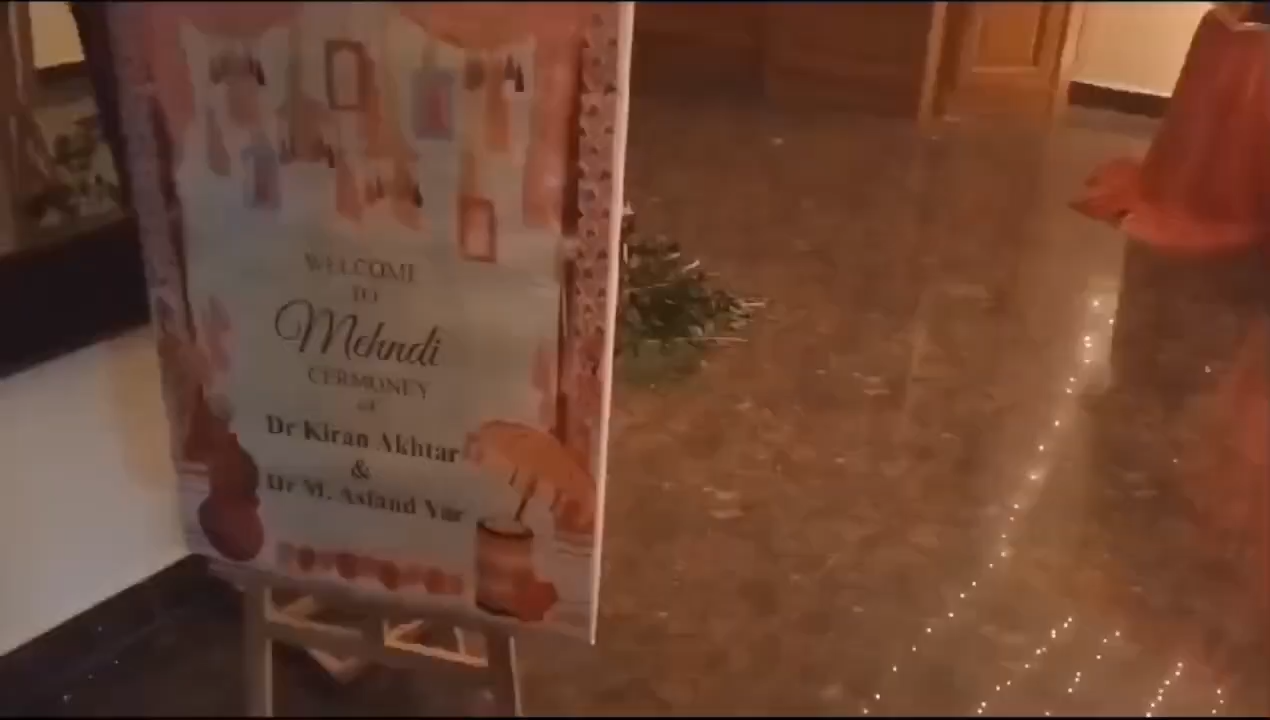 WELCOME
TO
Mehndi
CERMONEY
of
Dr Kiran Akhtar
&
Dr M. Asfand Yar